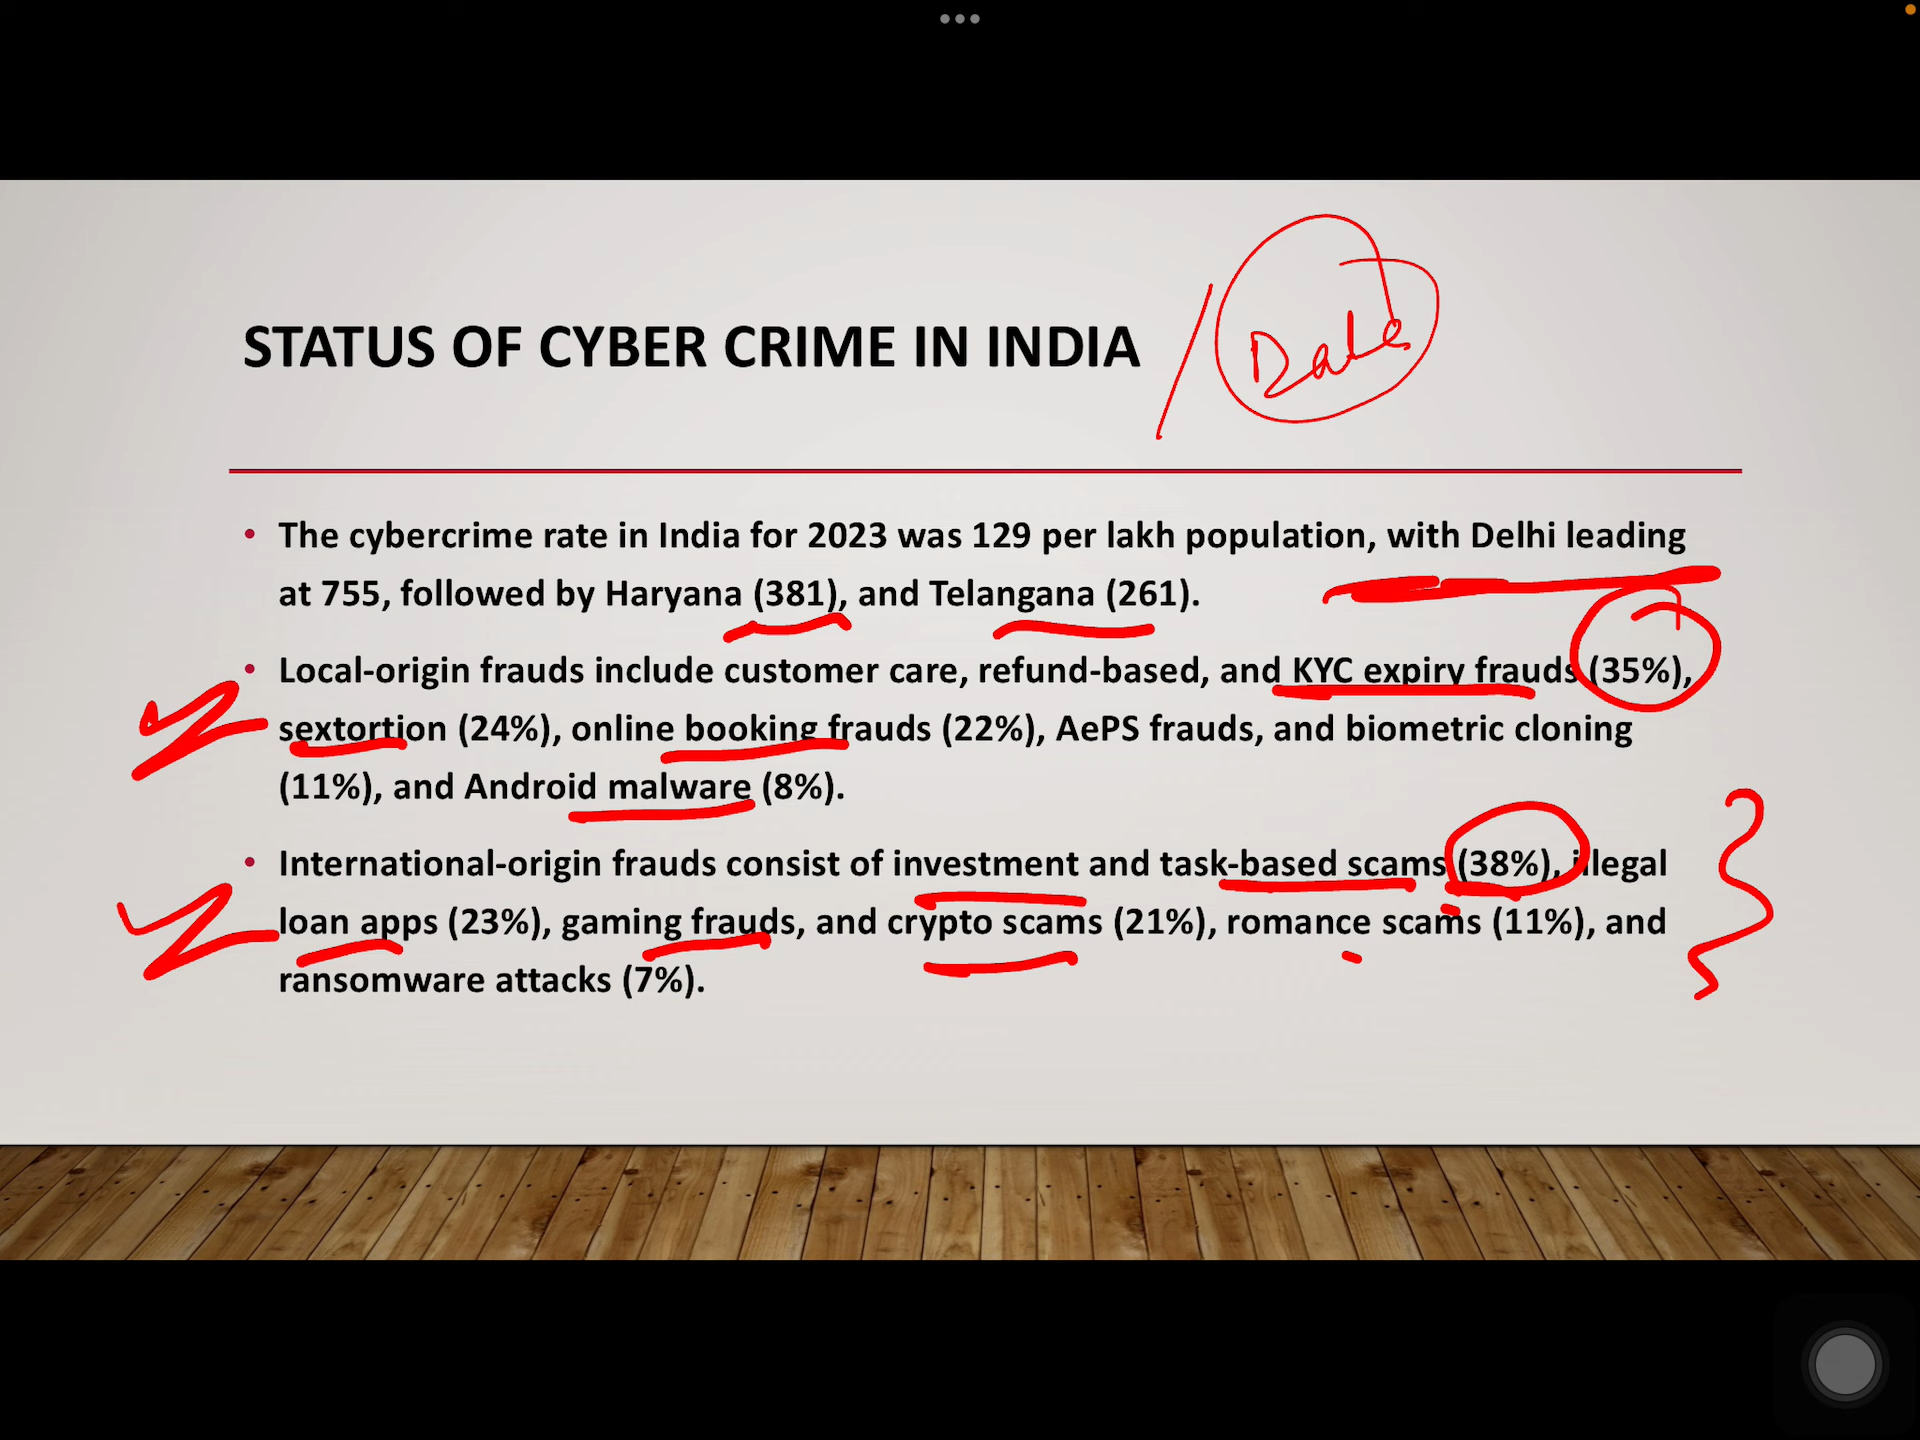 STATUS OF CYBER CRIME IN INDIA
Date
• The cybercrime rate in India for 2023 was 129 per lakh population, with Delhi leading
at 755, followed by Haryana (381), and Telangana (261).
• Local-origin frauds include customer care, refund-based, and KYC expiry frauds (35%),
sextortion (24%), online booking frauds (22%), AePS frauds, and biometric cloning
(11%), and Android malware (8%).
• International-origin frauds consist of investment and task-based scams (38%), illegal
loan apps (23%), gaming frauds, and crypto scams (21%), romance scams (11%), and
ransomware attacks (7%).